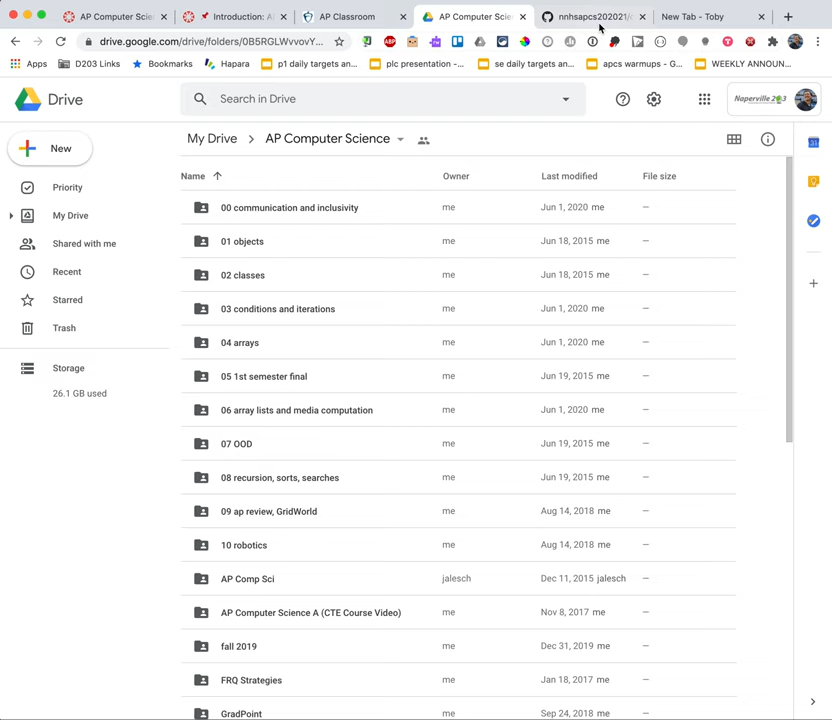 AP Computer Scie
Introduction: A
AP Classroom
AP Computer Scien
nnhsapcs202021/
New Tab - Toby
drive.google.com/drive/folders/0B5RGLWvvovY...
Apps
D203 Links
Bookmarks
Hapara
p1 daily targets an...
plc presentation -...
se daily targets an...
apcs warmups - G...
WEEKLY ANNOUN...
Drive
Search in Drive
Naperville 203
New
My Drive
AP Computer Science
Priority
My Drive
Shared with me
Recent
Starred
Trash
Storage
26.1 GB used
Name Owner Last modified File size
00 communication and inclusivity me Jun 1, 2020 me –
01 objects me Jun 18, 2015 me –
02 classes me Jun 18, 2015 me –
03 conditions and iterations me Jun 1, 2020 me –
04 arrays me Jun 1, 2020 me –
05 1st semester final me Jun 19, 2015 me –
06 array lists and media computation me Jun 1, 2020 me –
07 OOD me Jun 19, 2015 me –
08 recursion, sorts, searches me Jun 19, 2015 me –
09 ap review, GridWorld me Aug 14, 2018 me –
10 robotics me Aug 14, 2018 me –
AP Comp Sci jalesch Dec 11, 2015 jalesch –
AP Computer Science A (CTE Course Video) me Nov 8, 2017 me –
fall 2019 me Dec 31, 2019 me –
FRQ Strategies me Jan 18, 2017 me –
GradPoint me Sep 24, 2018 me –